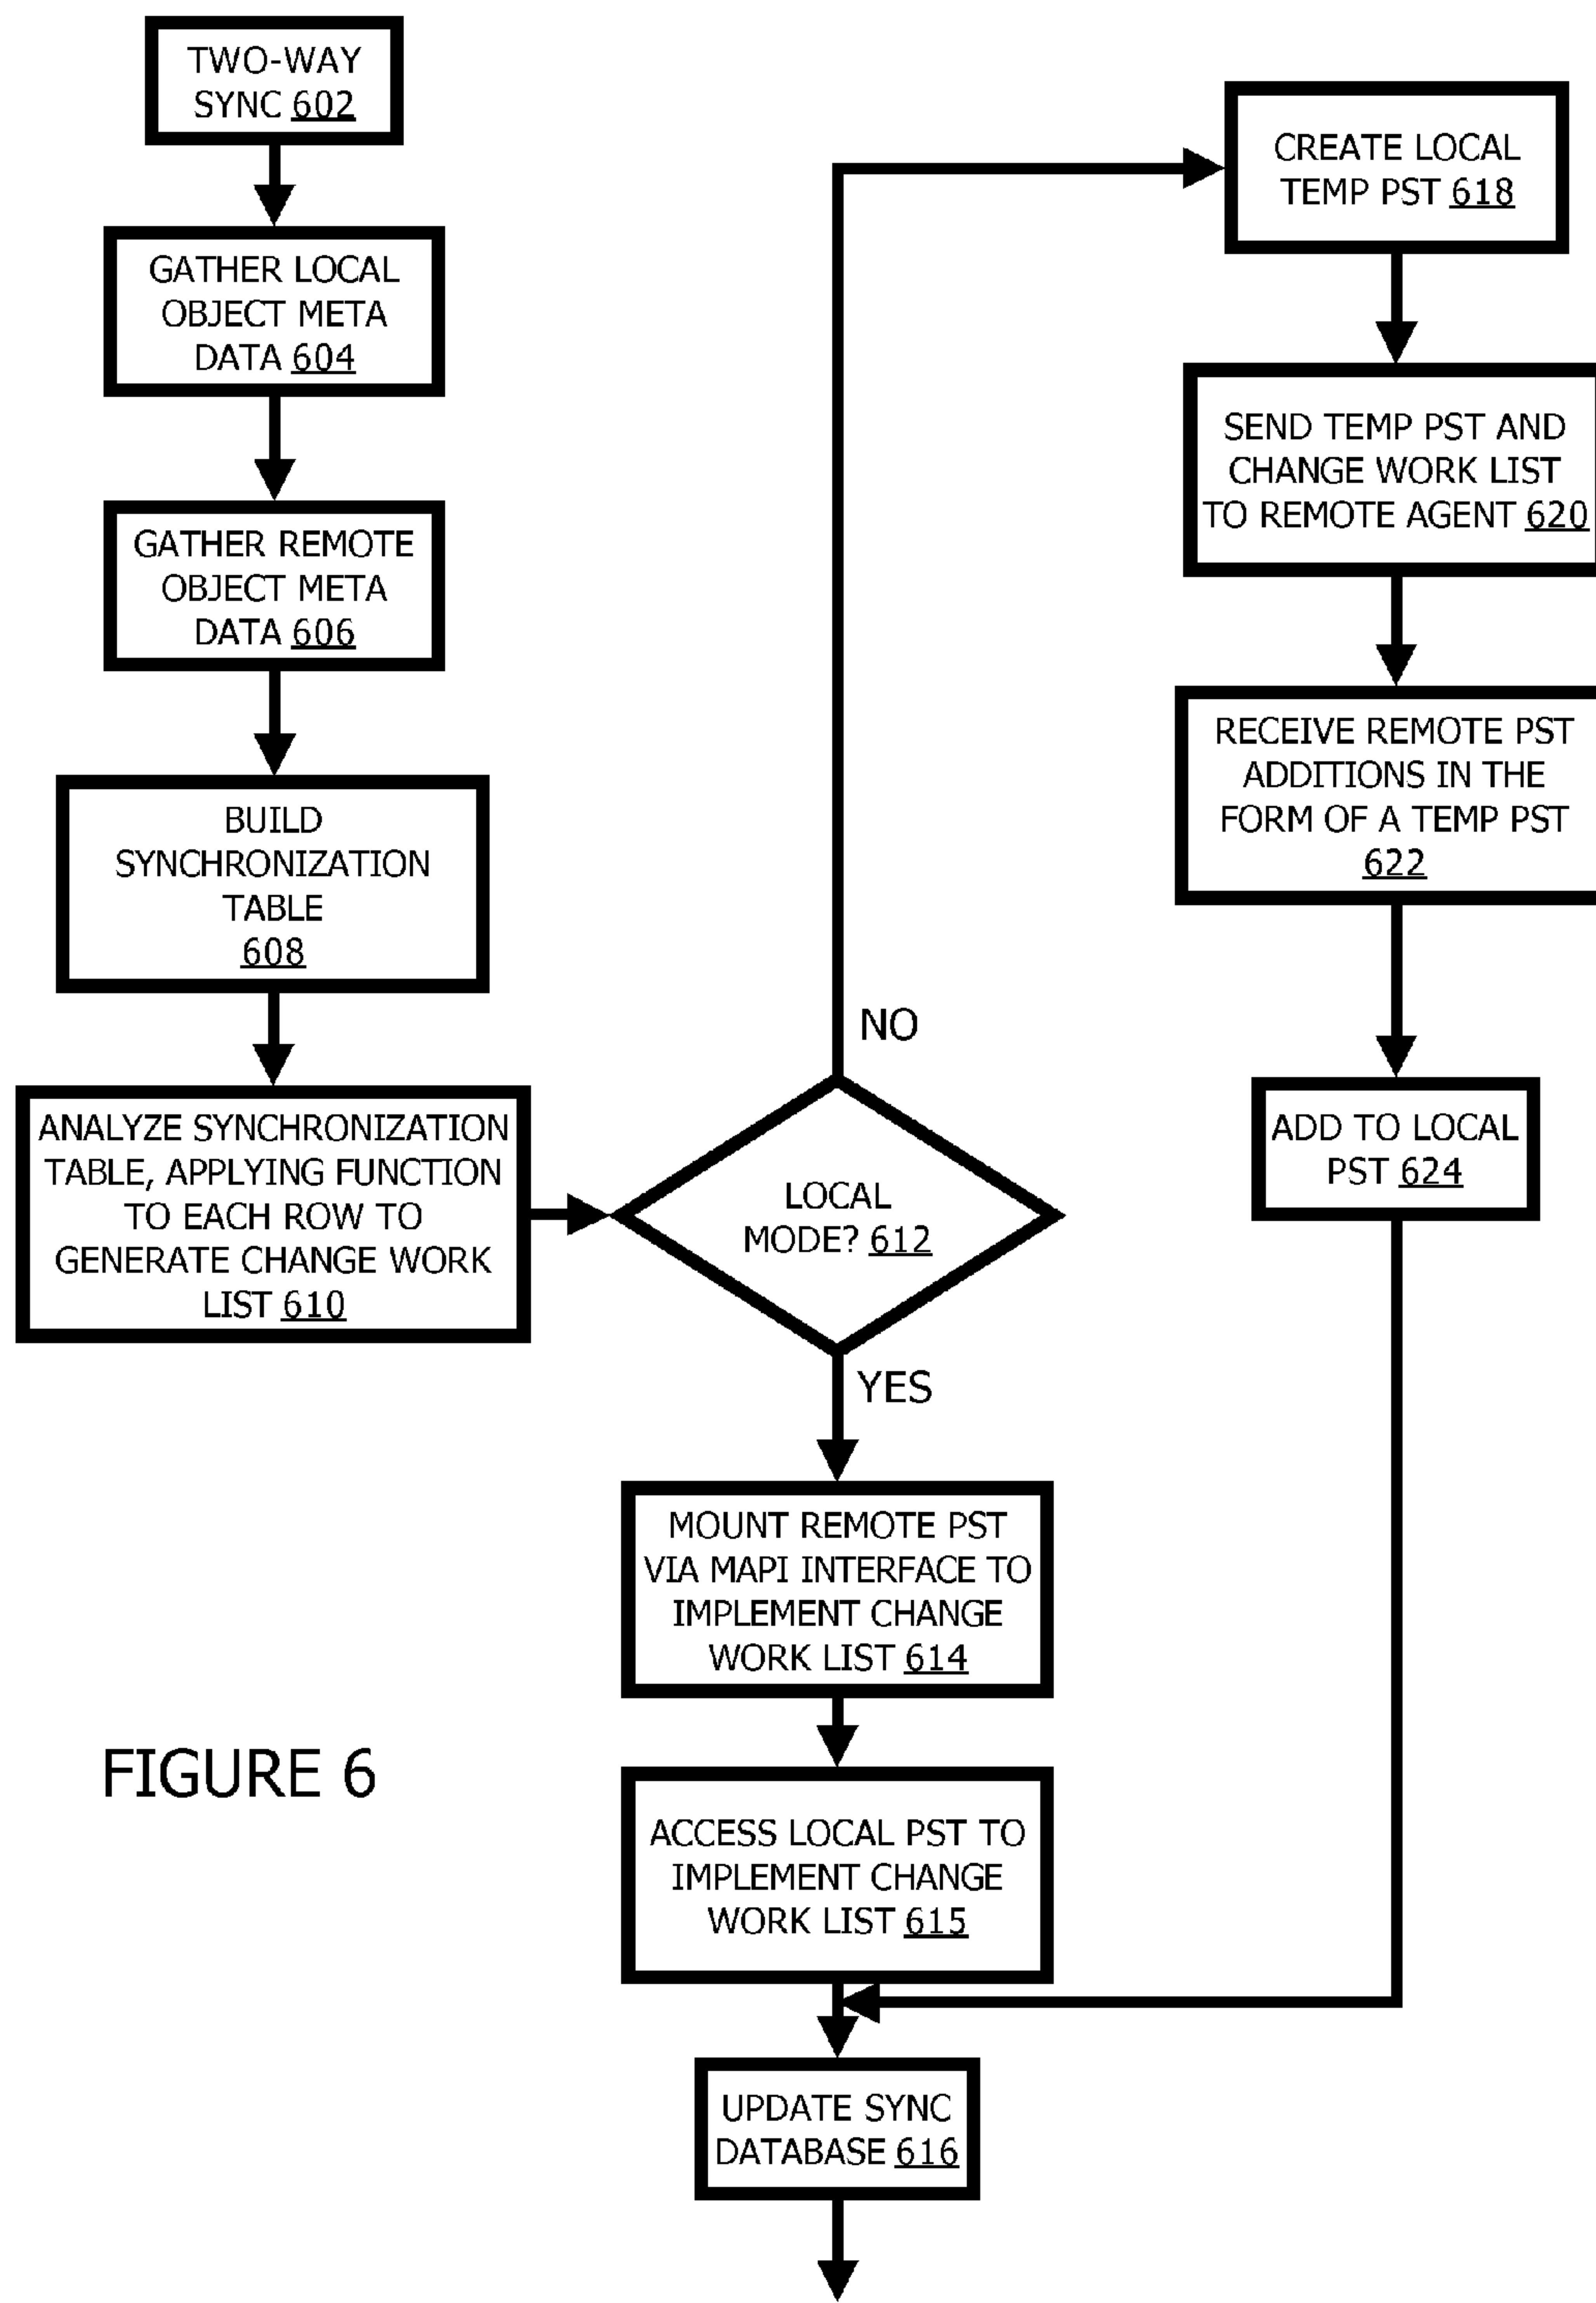 TWO-WAY
SYNC 602
GATHER LOCAL
OBJECT META
DATA 604
GATHER REMOTE
OBJECT META
DATA 606
BUILD
SYNCHRONIZATION
TABLE
608
ANALYZE SYNCHRONIZATION
TABLE, APPLYING FUNCTION
TO EACH ROW TO
GENERATE CHANGE WORK
LIST 610
LOCAL
MODE? 612
NO
YES
MOUNT REMOTE PST
VIA MAPI INTERFACE TO
IMPLEMENT CHANGE
WORK LIST 614
ACCESS LOCAL PST TO
IMPLEMENT CHANGE
WORK LIST 615
UPDATE SYNC
DATABASE 616
CREATE LOCAL
TEMP PST 618
SEND TEMP PST AND
CHANGE WORK LIST
TO REMOTE AGENT 620
RECEIVE REMOTE PST
ADDITIONS IN THE
FORM OF A TEMP PST
622
ADD TO LOCAL
PST 624
FIGURE 6